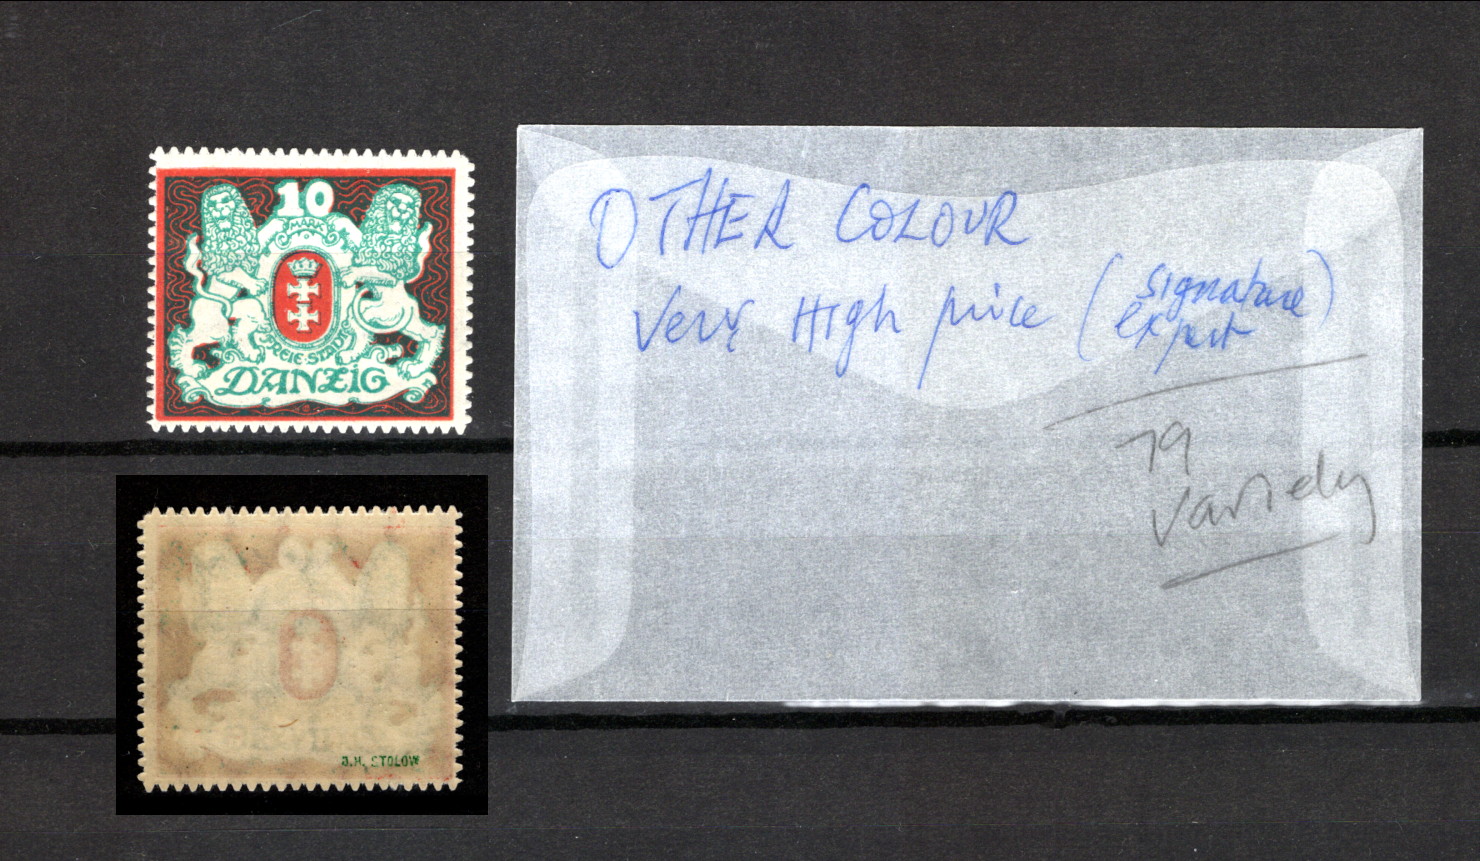 10
MARK
FREIE STADT
DANZIG
J.H. STOLOW
OTHER COLOUR
Very High price (signature expert)
79
variety